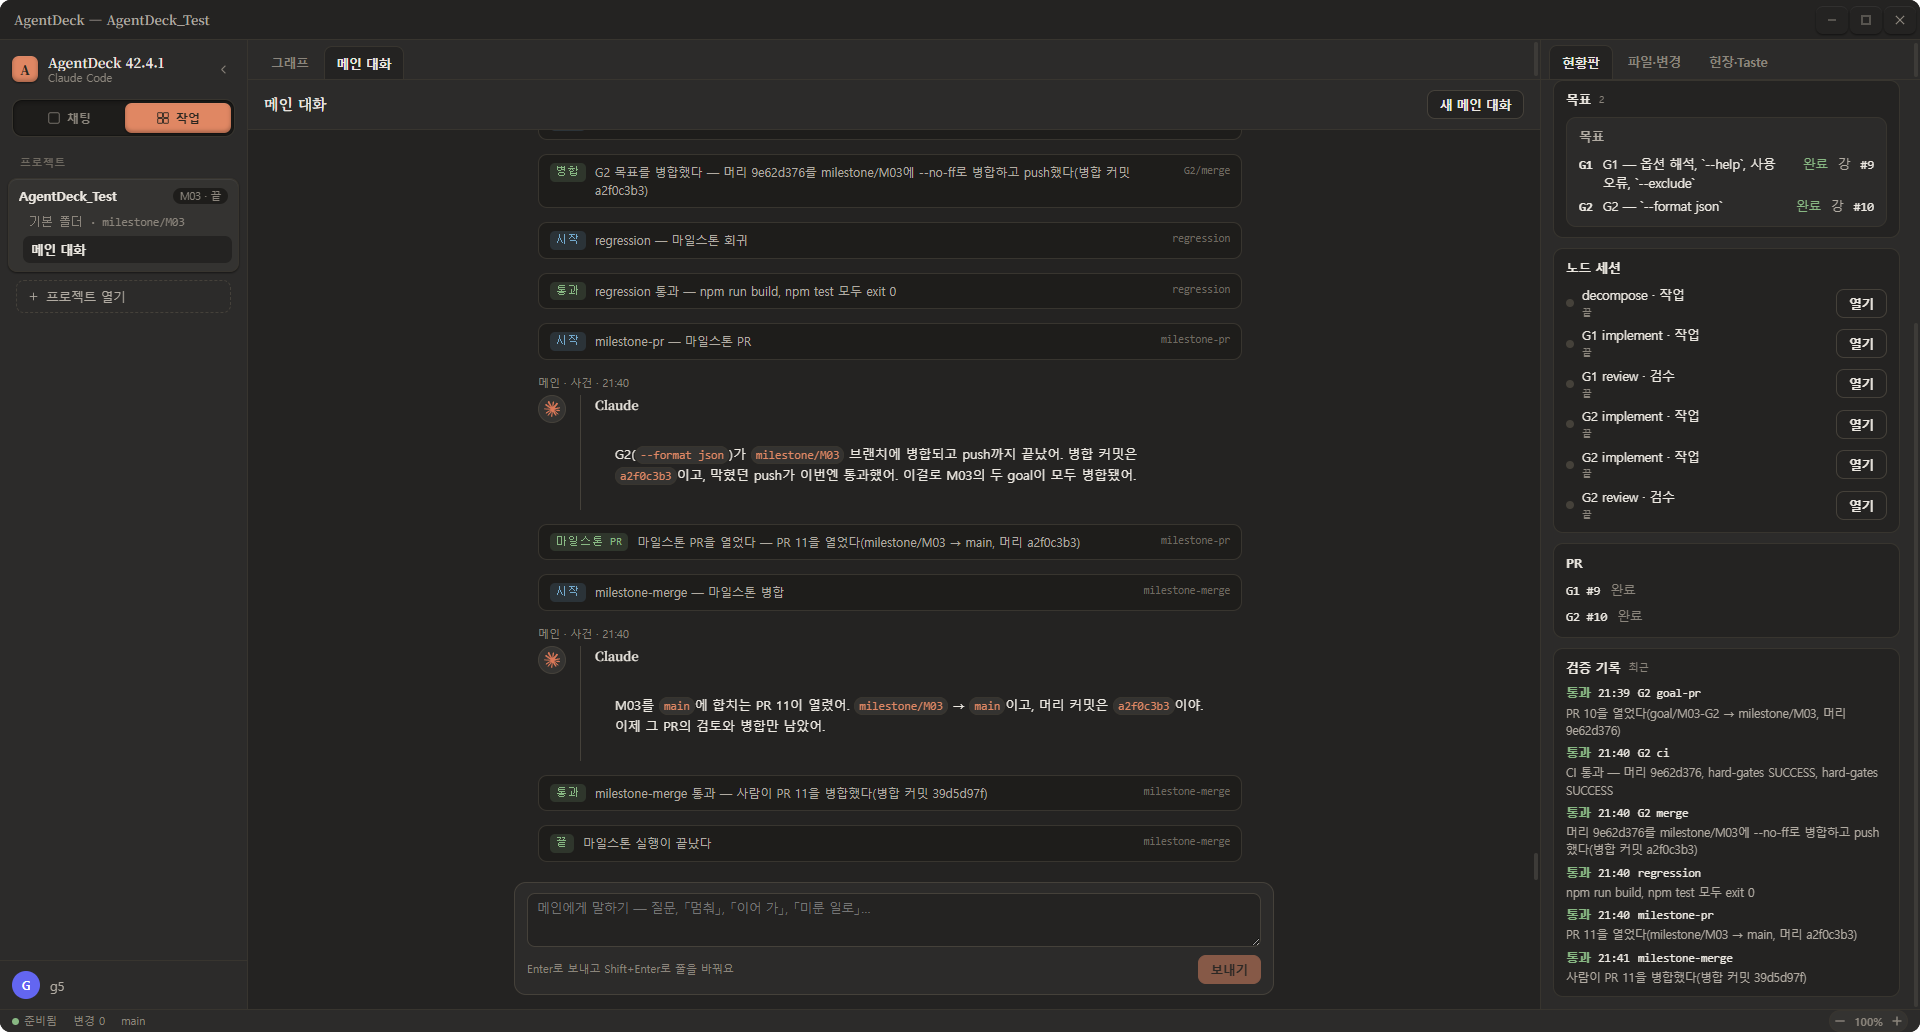 AgentDeck — AgentDeck_Test
A
AgentDeck 42.4.1
Claude Code
채팅
작업
프로젝트
AgentDeck_Test
M03 · 끝
기본 폴더 · milestone/M03
메인 대화
+ 프로젝트 열기
G
g5
준비됨
변경 0
main
그래프
메인 대화
메인 대화
새 메인 대화
병합
G2 목표를 병합했다 — 머리 9e62d376를 milestone/M03에 --no-ff로 병합하고 push했다(병합 커밋
a2f0c3b3)
G2/merge
시작
regression — 마일스톤 회귀
regression
통과
regression 통과 — npm run build, npm test 모두 exit 0
regression
시작
milestone-pr — 마일스톤 PR
milestone-pr
메인 · 사건 · 21:40
Claude
G2( --format json )가 milestone/M03 브랜치에 병합되고 push까지 끝났어. 병합 커밋은
a2f0c3b3 이고, 막혔던 push가 이번엔 통과했어. 이걸로 M03의 두 goal이 모두 병합됐어.
마일스톤 PR
마일스톤 PR을 열었다 — PR 11을 열었다(milestone/M03 → main, 머리 a2f0c3b3)
milestone-pr
시작
milestone-merge — 마일스톤 병합
milestone-merge
메인 · 사건 · 21:40
Claude
M03를 main 에 합치는 PR 11이 열렸어. milestone/M03 → main 이고, 머리 커밋은 a2f0c3b3 이야.
이제 그 PR의 검토와 병합만 남았어.
통과
milestone-merge 통과 — 사람이 PR 11을 병합했다(병합 커밋 39d5d97f)
milestone-merge
끝
마일스톤 실행이 끝났다
milestone-merge
메인에게 말하기 — 질문, 「멈춰」, 「이어 가」, 「미룬 일로」…
Enter로 보내고 Shift+Enter로 줄을 바꿔요
보내기
현황판
파일·변경
헌장·Taste
목표 2
목표
G1 G1 — 옵션 해석, `--help`, 사용 완료 강 #9
오류, `--exclude`
G2 G2 — `--format json` 완료 강 #10
노드 세션
decompose · 작업
끝
열기
G1 implement · 작업
끝
열기
G1 review · 검수
끝
열기
G2 implement · 작업
끝
열기
G2 implement · 작업
끝
열기
G2 review · 검수
끝
열기
PR
G1 #9 완료
G2 #10 완료
검증 기록 최근
통과 21:39 G2 goal-pr
PR 10을 열었다(goal/M03-G2 → milestone/M03, 머리
9e62d376)
통과 21:40 G2 ci
CI 통과 — 머리 9e62d376, hard-gates SUCCESS, hard-gates
SUCCESS
통과 21:40 G2 merge
머리 9e62d376를 milestone/M03에 --no-ff로 병합하고 push
했다(병합 커밋 a2f0c3b3)
통과 21:40 regression
npm run build, npm test 모두 exit 0
통과 21:40 milestone-pr
PR 11을 열었다(milestone/M03 → main, 머리 a2f0c3b3)
통과 21:41 milestone-merge
사람이 PR 11을 병합했다(병합 커밋 39d5d97f)
100%